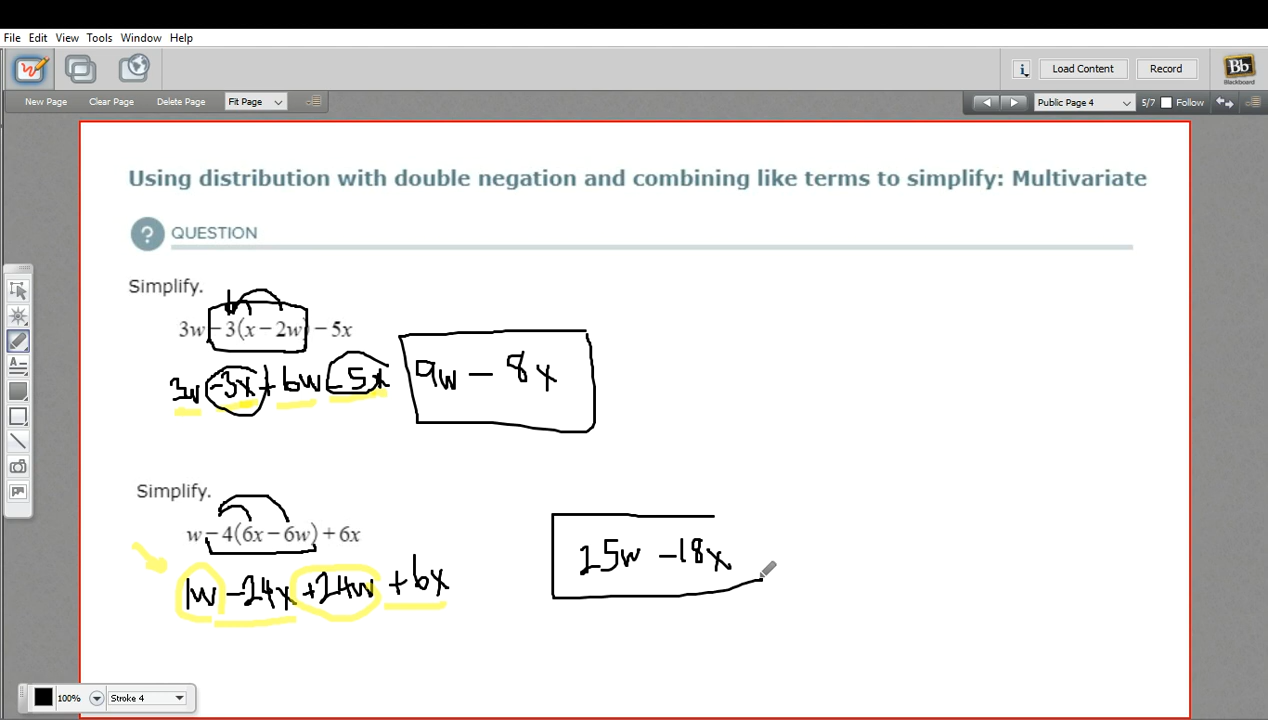 File Edit View Tools Window Help
i Load Content Record Bb Blackboard
New Page Clear Page Delete Page Fit Page Public Page 4 5/7 Follow
Using distribution with double negation and combining like terms to simplify: Multivariate
? QUESTION
Simplify.
3w − 3(x − 2w) − 5x
3w -3x + 6w - 5x 9w - 8x
Simplify.
w − 4(6x − 6w) + 6x
1w -24x +24w +6x 25w -18x
100% Stroke 4